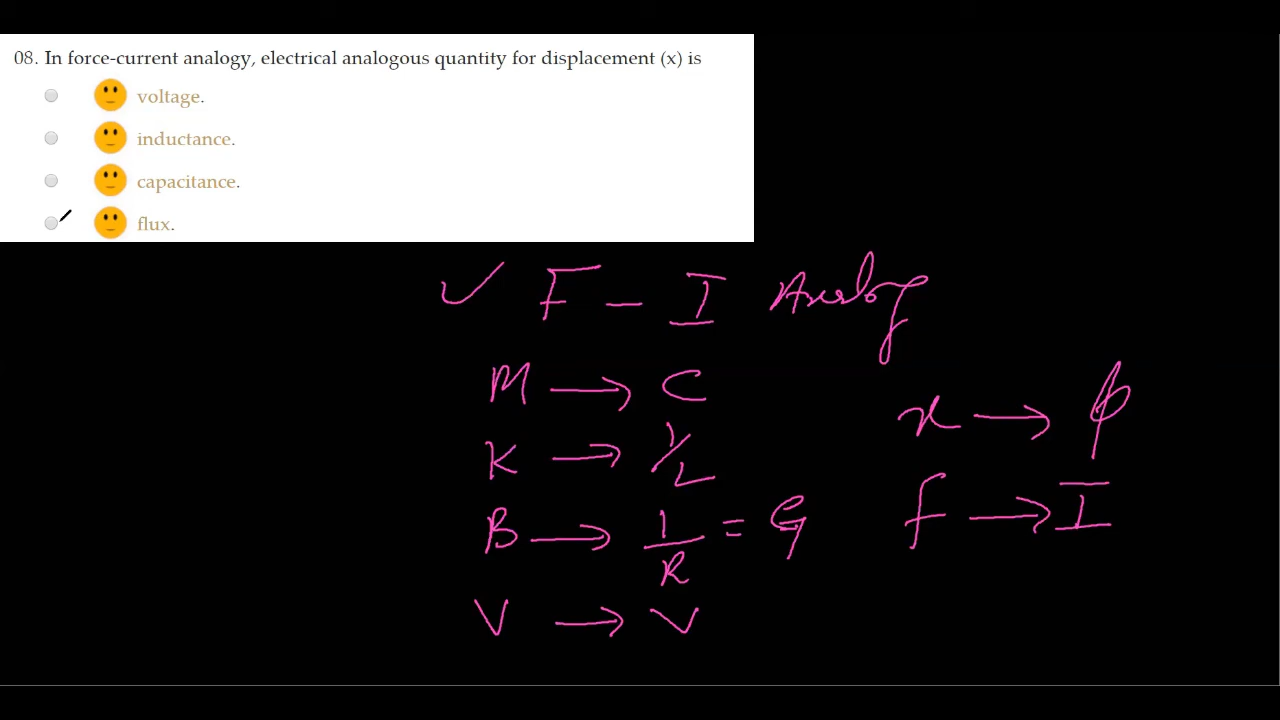 08. In force-current analogy, electrical analogous quantity for displacement (x) is
voltage.
inductance.
capacitance.
flux.
✓ F - I Analogy
M → C
K → 1/L
B → 1/R = G
V → V
x → ϕ
f → I